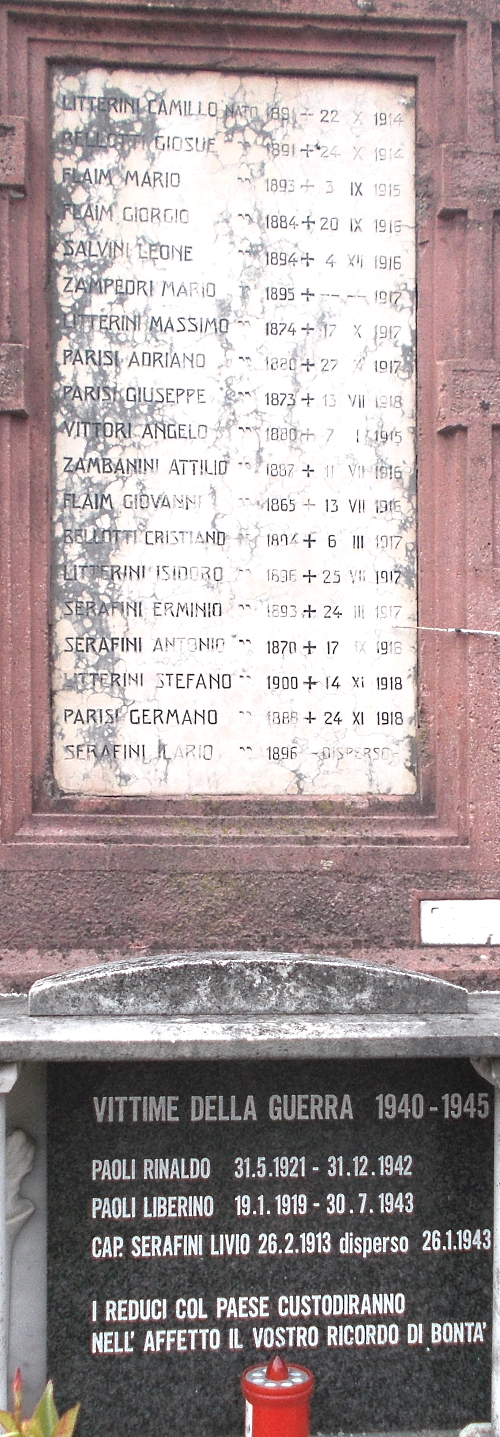 LITTERINI CAMILLO NATO 1891 + 22 X 1914
BELLOTTI GIOSUE " 1891 + 24 X 1914
FLAIM MARIO " 1893 + 3 IX 1915
FLAIM GIORGIO " 1884 + 20 IX 1916
SALVINI LEONE " 1894 + 4 XII 1916
ZAMPEDRI MARIO " 1895 + -- -- 1917
LITTERINI MASSIMO " 1874 + 17 X 1917
PARISI ADRIANO " 1880 + 27 1917
PARISI GIUSEPPE " 1873 + 13 VII 1918
VITTORI ANGELO " 1880 + 7 I 1915
ZAMBANINI ATTILIO " 1887 + 11 VII 1916
FLAIM GIOVANNI " 1865 + 13 VII 1916
BELLOTTI CRISTIANO " 1894 + 6 III 1917
LITTERINI ISIDORO " 1896 + 25 VII 1917
SERAFINI ERMINIO " 1893 + 24 III 1917
SERAFINI ANTONIO " 1870 + 17 IX 1918
LITTERINI STEFANO " 1900 + 14 XI 1918
PARISI GERMANO " 1888 + 24 XI 1918
SERAFINI ILARIO " 1896 -DISPERSO-
VITTIME DELLA GUERRA 1940-1945
PAOLI RINALDO 31.5.1921 - 31.12.1942
PAOLI LIBERINO 19.1.1919 - 30.7.1943
CAP. SERAFINI LIVIO 26.2.1913 disperso 26.1.1943
I REDUCI COL PAESE CUSTODIRANNO
NELL' AFFETTO IL VOSTRO RICORDO DI BONTA'